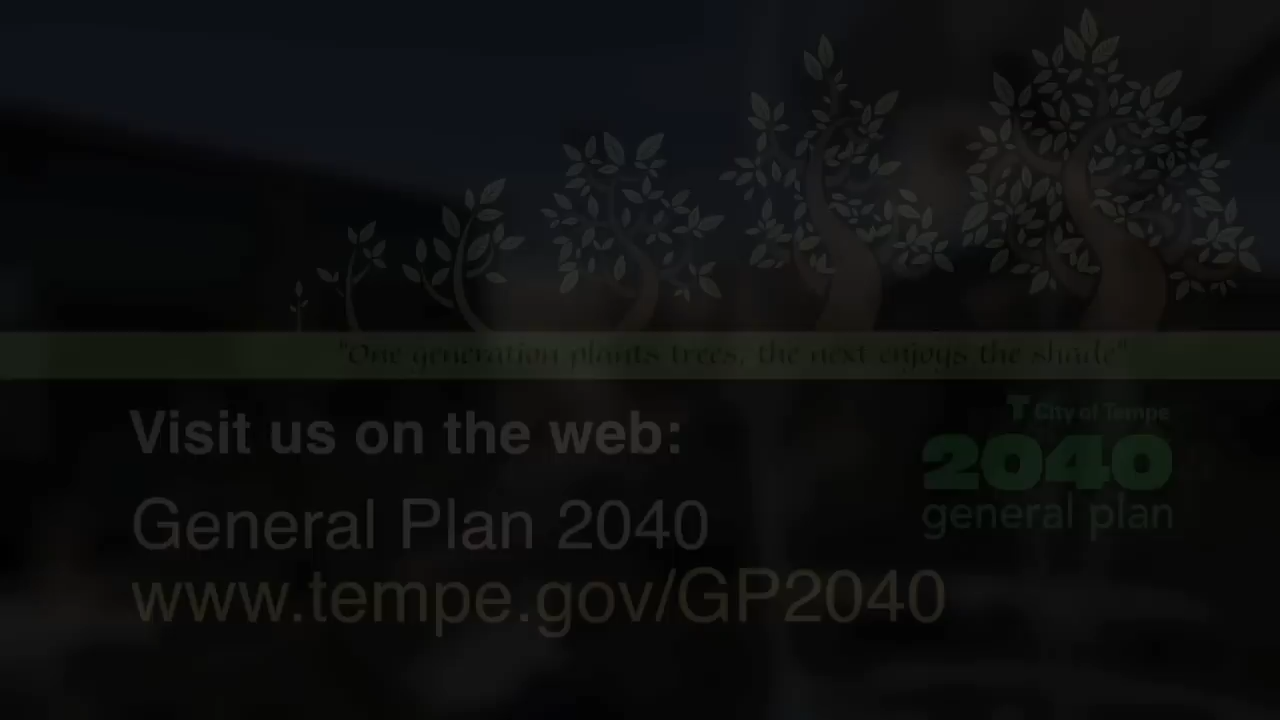 "One generation plants trees, the next enjoys the shade"
Visit us on the web:
General Plan 2040
www.tempe.gov/GP2040
T City of Tempe
2040
general plan